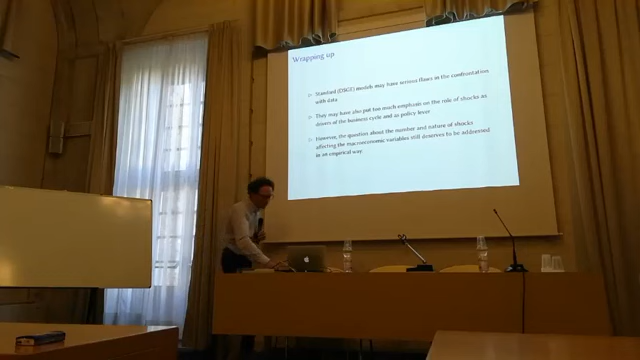 Wrapping up
Standard (DSGE) models may have serious flaws in the confrontation
with data
They may have also put too much emphasis on the role of shocks as
drivers of the business cycle and as policy lever
However, the question about the number and nature of shocks
affecting the macroeconomic variables still deserves to be addressed
in an empirical way